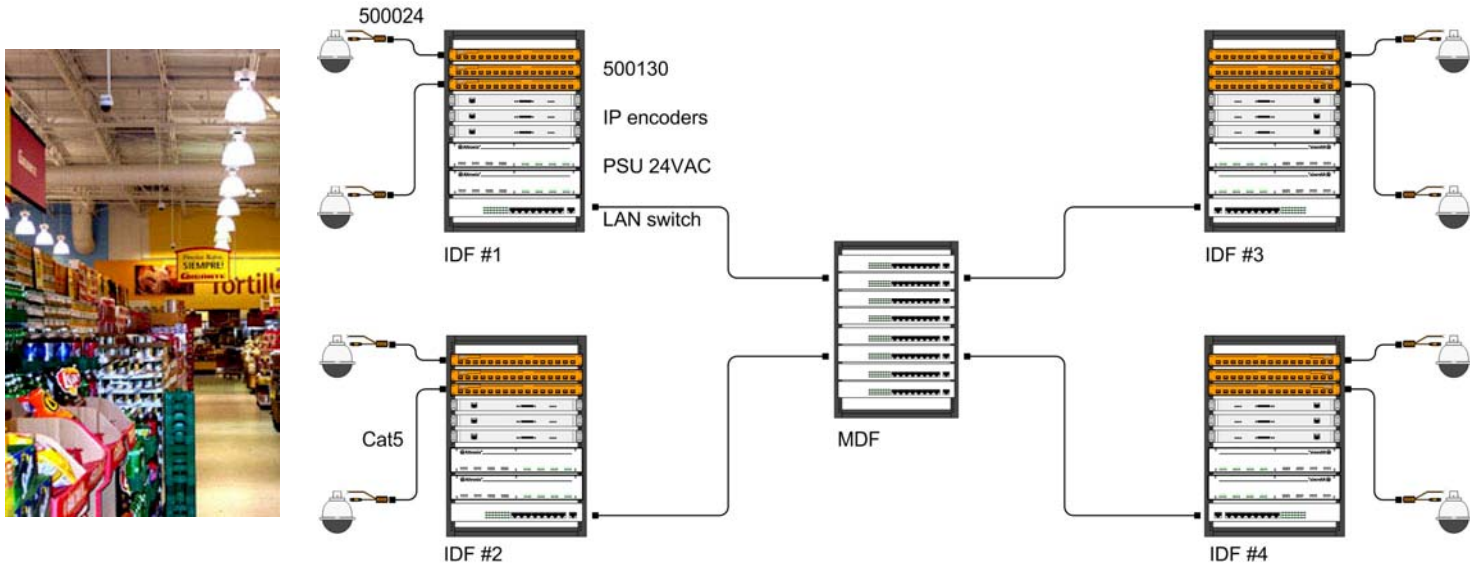 500024
500130
IP encoders
PSU 24VAC
LAN switch
IDF #1
IDF #3
Cat5
MDF
IDF #2
IDF #4
SIEMPRE!
tortill